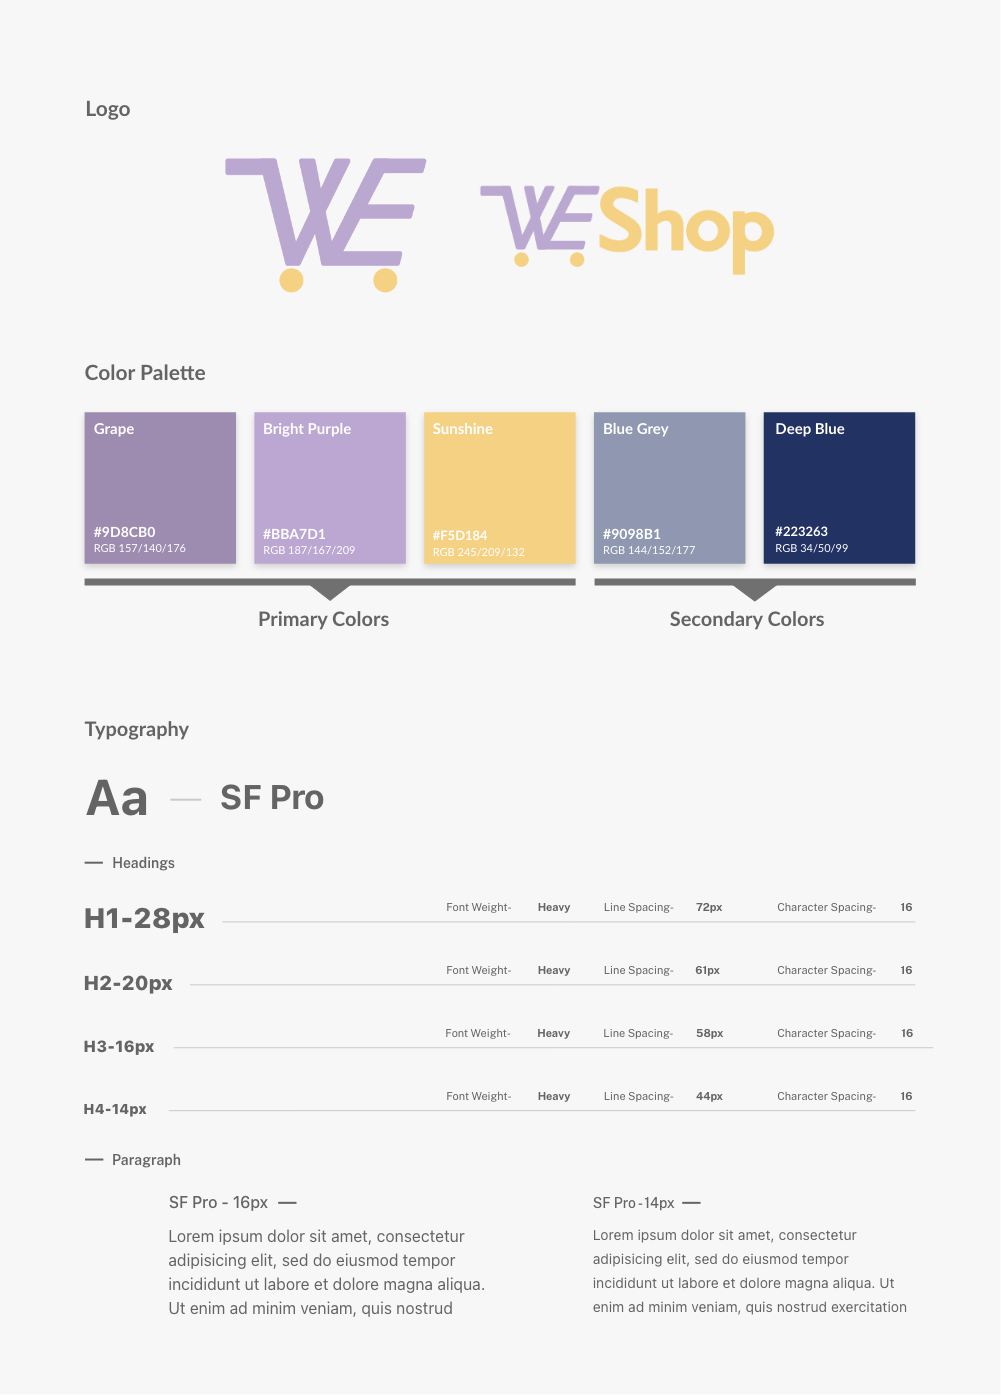 Logo
WE
WEShop
Color Palette
Grape
#9D8CB0
RGB 157/140/176
Bright Purple
#BBA7D1
RGB 187/167/209
Sunshine
#F5D184
RGB 245/209/132
Blue Grey
#9098B1
RGB 144/152/177
Deep Blue
#223263
RGB 34/50/99
Primary Colors
Secondary Colors
Typography
Aa — SF Pro
— Headings
H1-28px Font Weight- Heavy Line Spacing- 72px Character Spacing- 16
H2-20px Font Weight- Heavy Line Spacing- 61px Character Spacing- 16
H3-16px Font Weight- Heavy Line Spacing- 58px Character Spacing- 16
H4-14px Font Weight- Heavy Line Spacing- 44px Character Spacing- 16
— Paragraph
SF Pro - 16px —
Lorem ipsum dolor sit amet, consectetur
adipisicing elit, sed do eiusmod tempor
incididunt ut labore et dolore magna aliqua.
Ut enim ad minim veniam, quis nostrud
SF Pro - 14px —
Lorem ipsum dolor sit amet, consectetur
adipisicing elit, sed do eiusmod tempor
incididunt ut labore et dolore magna aliqua. Ut
enim ad minim veniam, quis nostrud exercitation